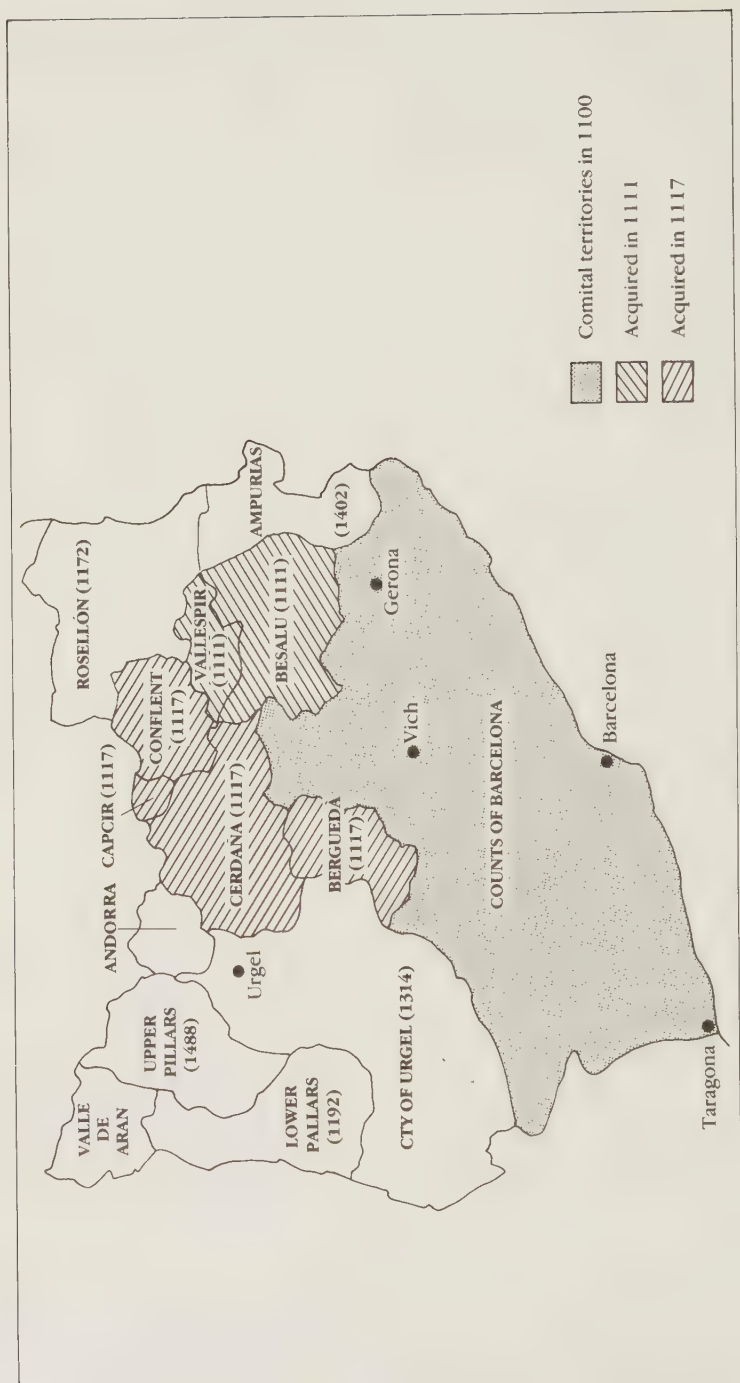 VALLE
DE
ARAN
UPPER
PILLARS
(1488)
ANDORRA
CAPCIR (1117)
ROSELLÓN (1172)
CONFLENT
(1117)
VALLESPIR
(1111)
AMPURIAS
(1402)
BESALU (1111)
CERDANA (1117)
Urgel
LOWER
PALLARS
(1192)
BERGUEDA
(1117)
CTY OF URGEL (1314)
Gerona
Vich
COUNTS OF BARCELONA
Barcelona
Taragona
Comital territories in 1100
Acquired in 1111
Acquired in 1117